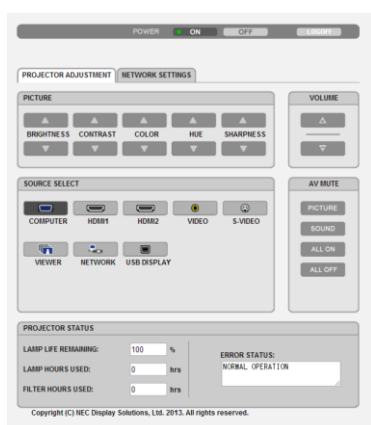 POWER ON OFF LOGOFF
PROJECTOR ADJUSTMENT NETWORK SETTINGS
PICTURE VOLUME
BRIGHTNESS CONTRAST COLOR HUE SHARPNESS
SOURCE SELECT AV MUTE
COMPUTER HDMI1 HDMI2 VIDEO S-VIDEO
VIEWER NETWORK USB DISPLAY
PICTURE
SOUND
ALL ON
ALL OFF
PROJECTOR STATUS
LAMP LIFE REMAINING: 100 %
LAMP HOURS USED: 0 hrs
FILTER HOURS USED: 0 hrs
ERROR STATUS:
NORMAL OPERATION
Copyright (C) NEC Display Solutions, Ltd. 2013. All rights reserved.